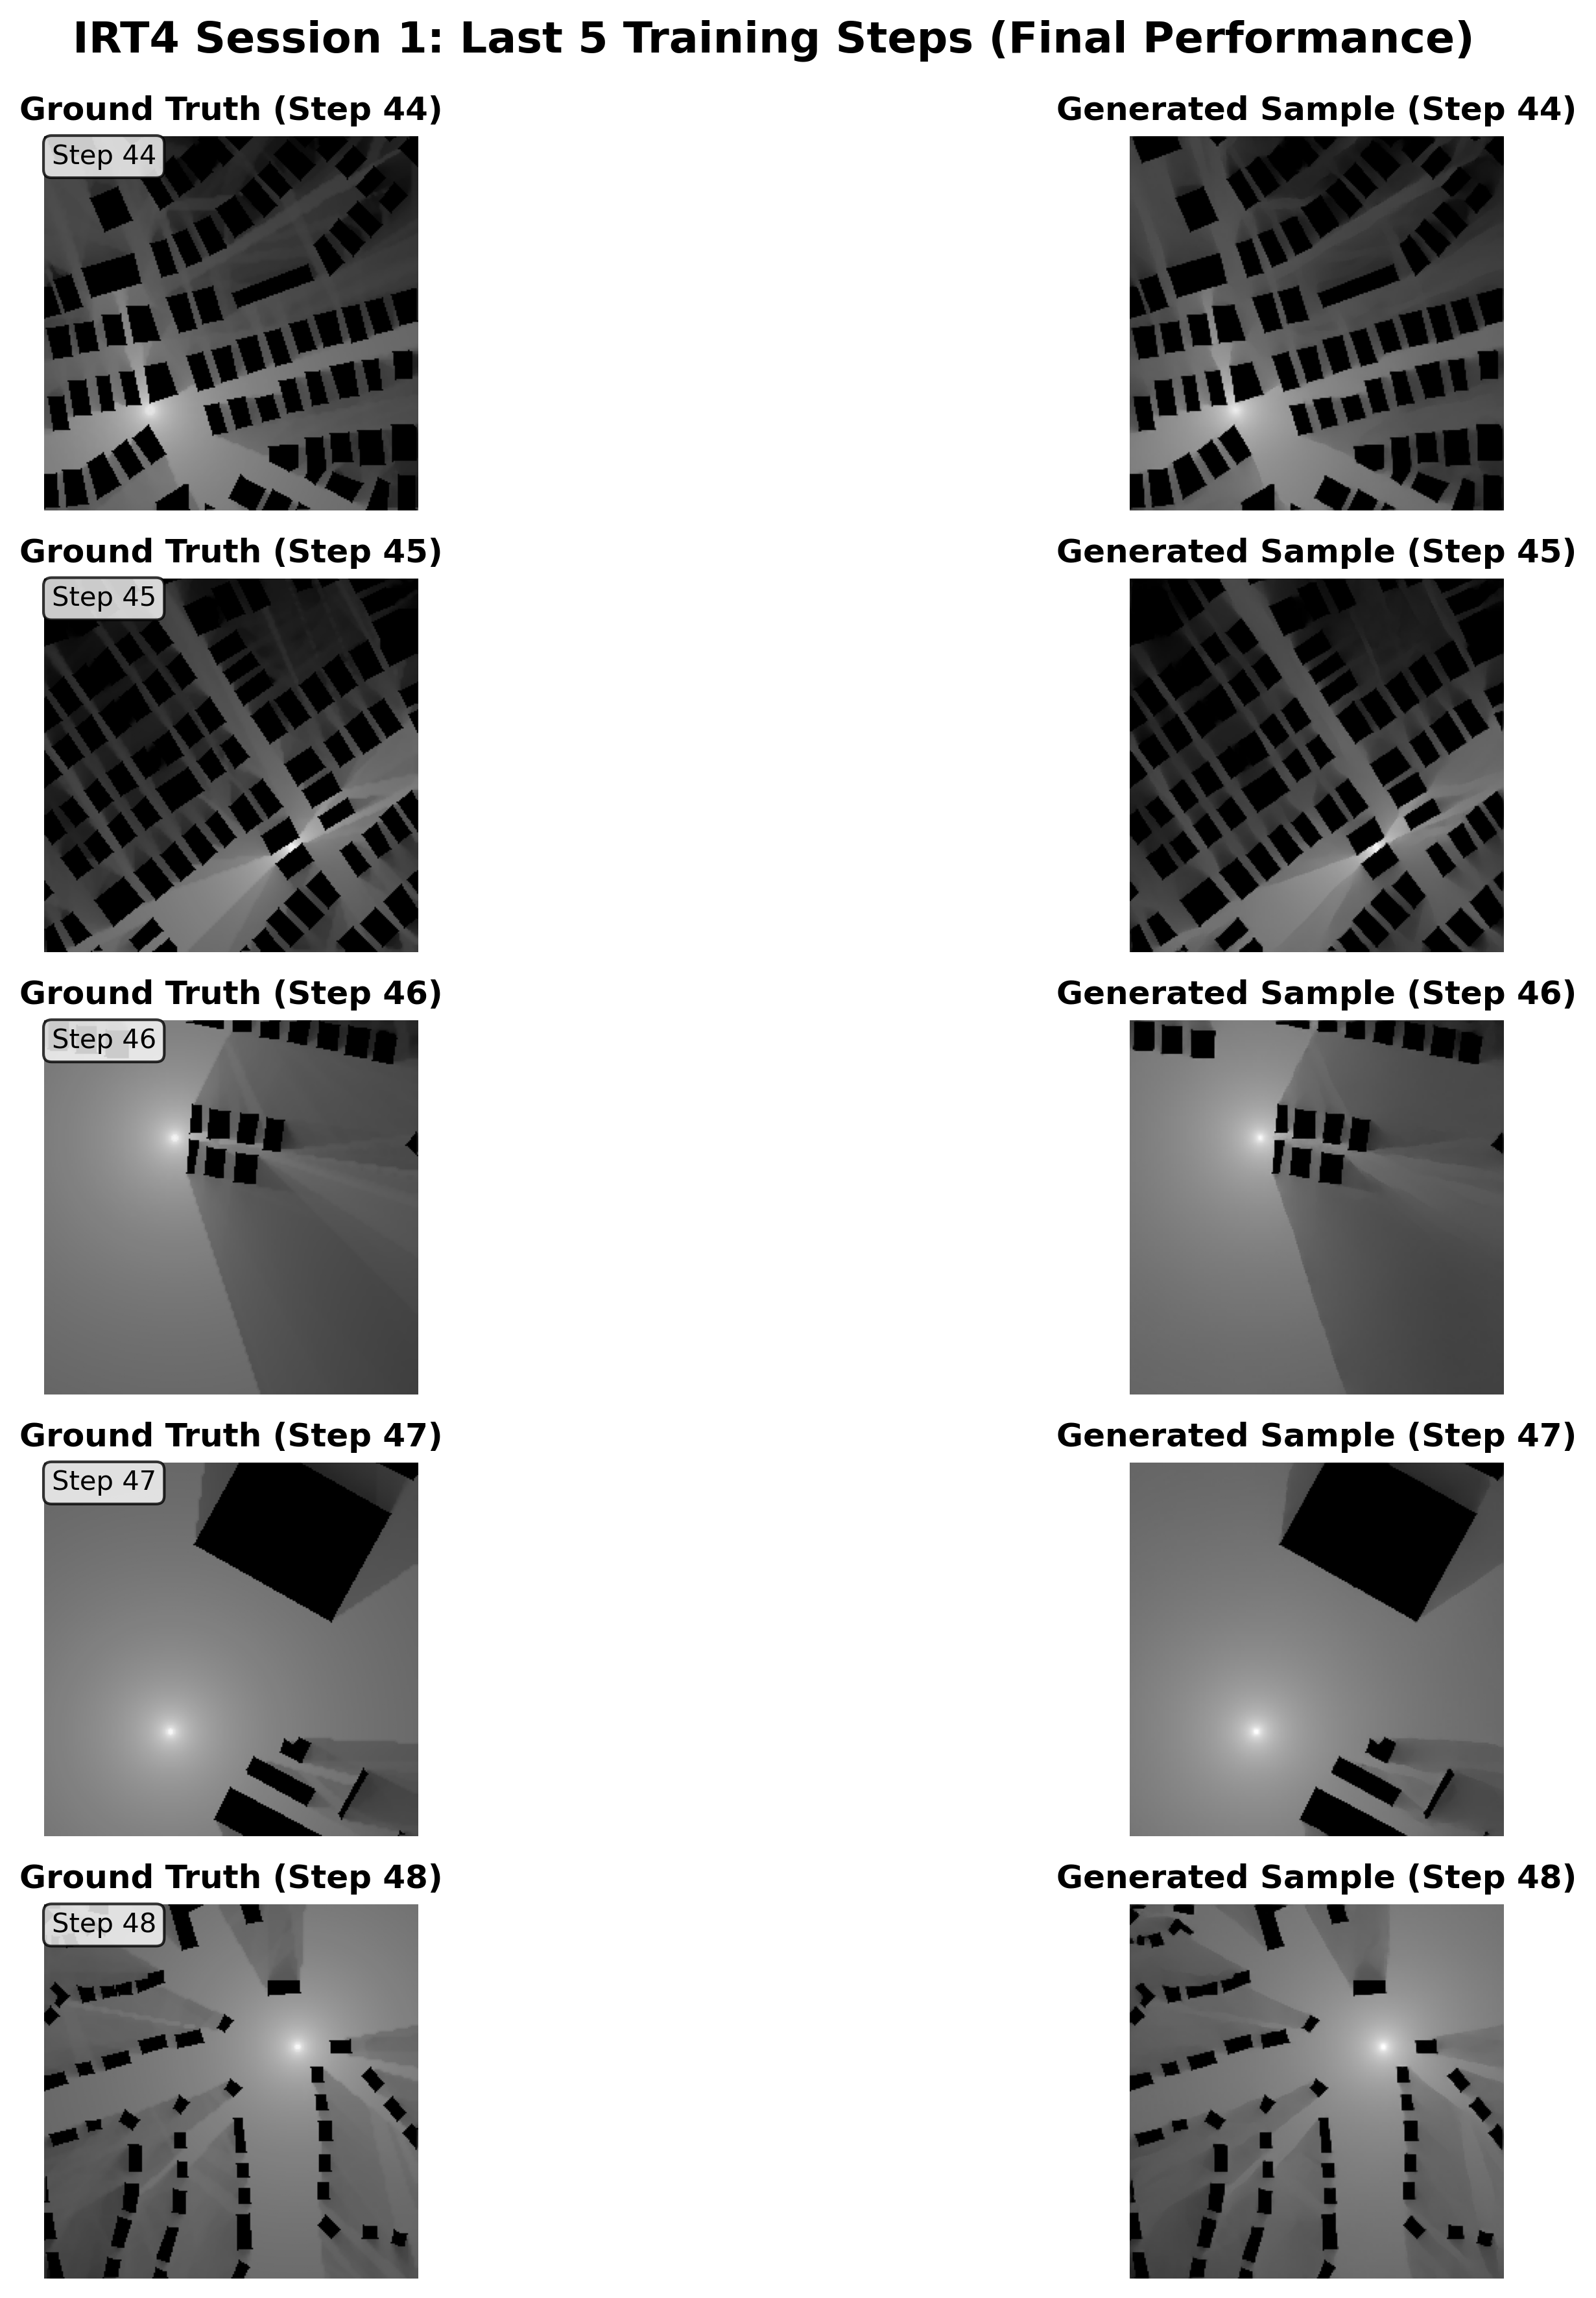 IRT4 Session 1: Last 5 Training Steps (Final Performance)
Ground Truth (Step 44)
Generated Sample (Step 44)
Step 44
Ground Truth (Step 45)
Generated Sample (Step 45)
Step 45
Ground Truth (Step 46)
Generated Sample (Step 46)
Step 46
Ground Truth (Step 47)
Generated Sample (Step 47)
Step 47
Ground Truth (Step 48)
Generated Sample (Step 48)
Step 48